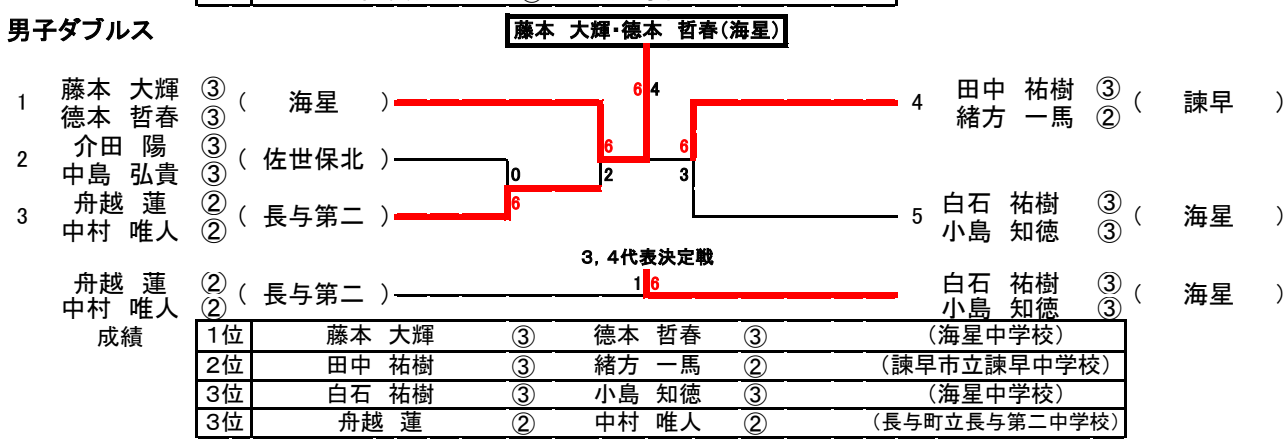 男子ダブルス
藤本 大輝・徳本 哲春(海星)
6 4
1 藤本 大輝 ③ 徳本 哲春 ③ ( 海星 )
4 田中 祐樹 ③ 緒方 一馬 ② ( 諫早 )
6 6
2 介田 陽 ③ 中島 弘貴 ③ ( 佐世保北 )
0 2 3
6
3 舟越 蓮 ② 中村 唯人 ② ( 長与第二 )
5 白石 祐樹 ③ 小島 知徳 ③ ( 海星 )
3,4代表決定戦
舟越 蓮 ② 中村 唯人 ② ( 長与第二 )
1 6
白石 祐樹 ③ 小島 知徳 ③ ( 海星 )
成績
1位 藤本 大輝 ③ 徳本 哲春 ③ (海星中学校)
2位 田中 祐樹 ③ 緒方 一馬 ② (諫早市立諫早中学校)
3位 白石 祐樹 ③ 小島 知徳 ③ (海星中学校)
3位 舟越 蓮 ② 中村 唯人 ② (長与町立長与第二中学校)